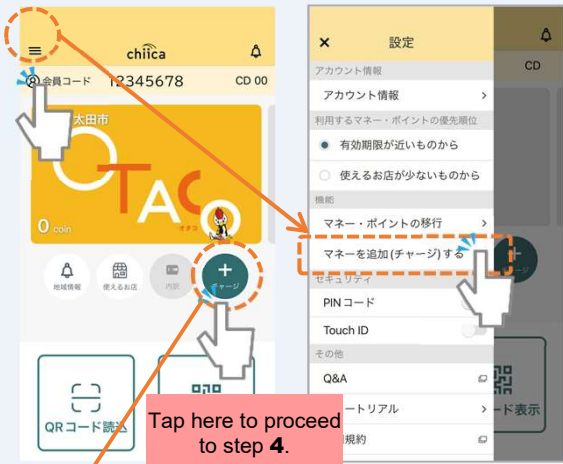 chiica
会員コード 12345678 CD 00
太田市
OTACO
-オタコ
0 coin
地域情報
使えるお店
内訳
チャージ
QRコード読込
Tap here to proceed
to step 4.
× 設定
アカウント情報
アカウント情報
利用するマネー・ポイントの優先順位
有効期限が近いものから
使えるお店が少ないものから
機能
マネー・ポイントの移行
マネーを追加(チャージ)する
セキュリティ
PINコード
Touch ID
その他
Q&A
ートリアル
規約
CD
ード表示